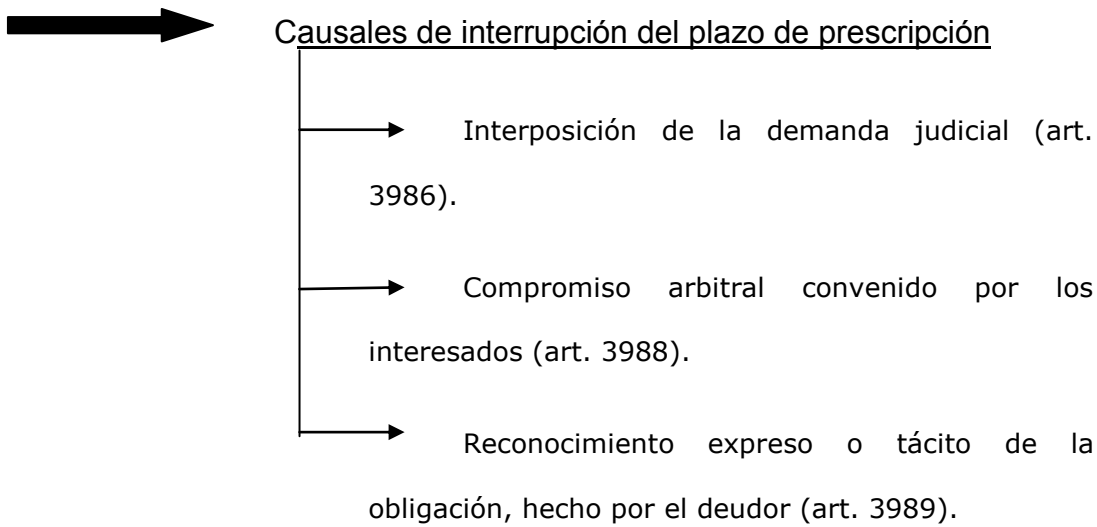 Causales de interrupción del plazo de prescripción
Interposición de la demanda judicial (art.
3986).
Compromiso arbitral convenido por los
interesados (art. 3988).
Reconocimiento expreso o tácito de la
obligación, hecho por el deudor (art. 3989).